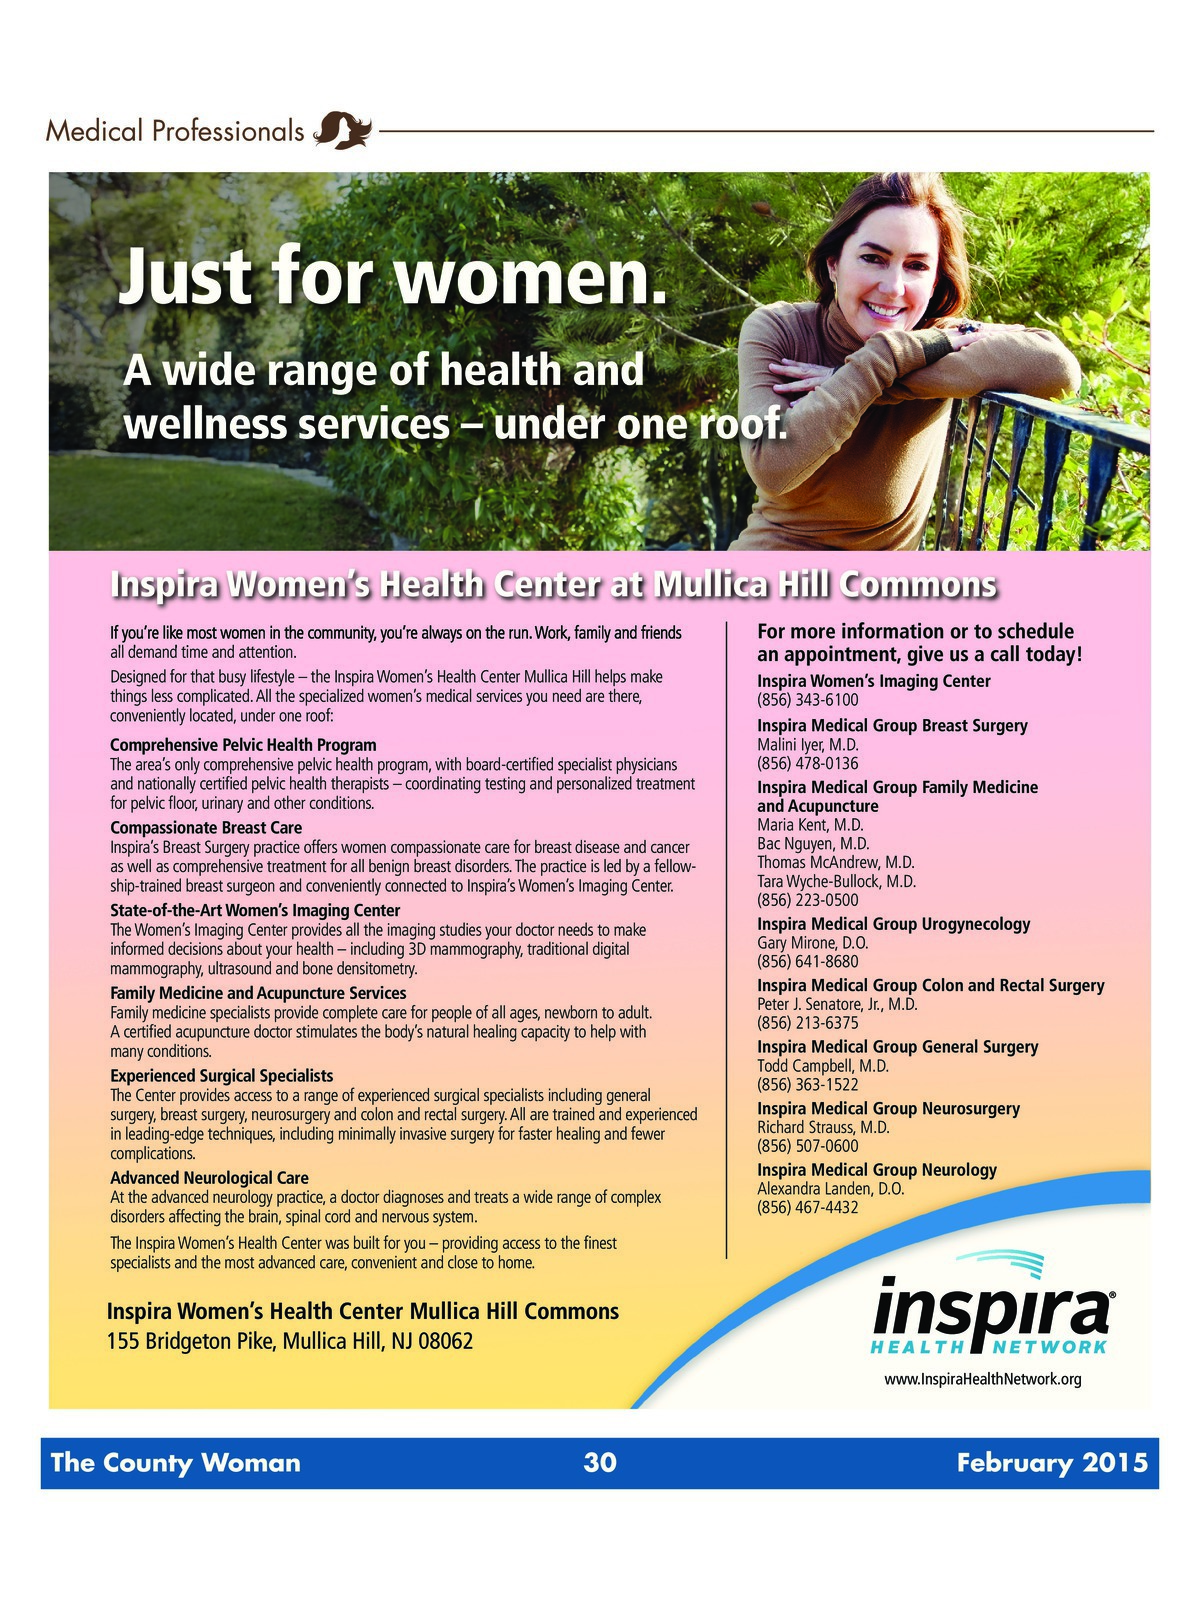 Medical Professionals
Just for women.
A wide range of health and
wellness services – under one roof.
Inspira Women's Health Center at Mullica Hill Commons
If you're like most women in the community, you're always on the run. Work, family and friends
all demand time and attention.
Designed for that busy lifestyle – the Inspira Women's Health Center Mullica Hill helps make
things less complicated. All the specialized women's medical services you need are there,
conveniently located, under one roof:
Comprehensive Pelvic Health Program
The area's only comprehensive pelvic health program, with board-certified specialist physicians
and nationally certified pelvic health therapists – coordinating testing and personalized treatment
for pelvic floor, urinary and other conditions.
Compassionate Breast Care
Inspira's Breast Surgery practice offers women compassionate care for breast disease and cancer
as well as comprehensive treatment for all benign breast disorders. The practice is led by a fellow-
ship-trained breast surgeon and conveniently connected to Inspira's Women's Imaging Center.
State-of-the-Art Women's Imaging Center
The Women's Imaging Center provides all the imaging studies your doctor needs to make
informed decisions about your health – including 3D mammography, traditional digital
mammography, ultrasound and bone densitometry.
Family Medicine and Acupuncture Services
Family medicine specialists provide complete care for people of all ages, newborn to adult.
A certified acupuncture doctor stimulates the body's natural healing capacity to help with
many conditions.
Experienced Surgical Specialists
The Center provides access to a range of experienced surgical specialists including general
surgery, breast surgery, neurosurgery and colon and rectal surgery. All are trained and experienced
in leading-edge techniques, including minimally invasive surgery for faster healing and fewer
complications.
Advanced Neurological Care
At the advanced neurology practice, a doctor diagnoses and treats a wide range of complex
disorders affecting the brain, spinal cord and nervous system.
The Inspira Women's Health Center was built for you – providing access to the finest
specialists and the most advanced care, convenient and close to home.
Inspira Women's Health Center Mullica Hill Commons
155 Bridgeton Pike, Mullica Hill, NJ 08062
For more information or to schedule
an appointment, give us a call today!
Inspira Women's Imaging Center
(856) 343-6100
Inspira Medical Group Breast Surgery
Malini Iyer, M.D.
(856) 478-0136
Inspira Medical Group Family Medicine
and Acupuncture
Maria Kent, M.D.
Bac Nguyen, M.D.
Thomas McAndrew, M.D.
Tara Wyche-Bullock, M.D.
(856) 223-0500
Inspira Medical Group Urogynecology
Gary Mirone, D.O.
(856) 641-8680
Inspira Medical Group Colon and Rectal Surgery
Peter J. Senatore, Jr., M.D.
(856) 213-6375
Inspira Medical Group General Surgery
Todd Campbell, M.D.
(856) 363-1522
Inspira Medical Group Neurosurgery
Richard Strauss, M.D.
(856) 507-0600
Inspira Medical Group Neurology
Alexandra Landen, D.O.
(856) 467-4432
inspira®
HEALTH NETWORK
www.InspiraHealthNetwork.org
The County Woman
30
February 2015